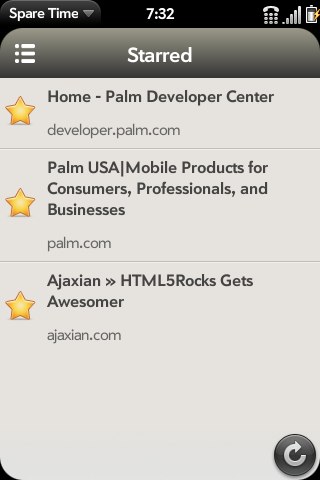 Spare Time
7:32
Starred
Home - Palm Developer Center
developer.palm.com
Palm USA|Mobile Products for
Consumers, Professionals, and
Businesses
palm.com
Ajaxian » HTML5Rocks Gets
Awesomer
ajaxian.com